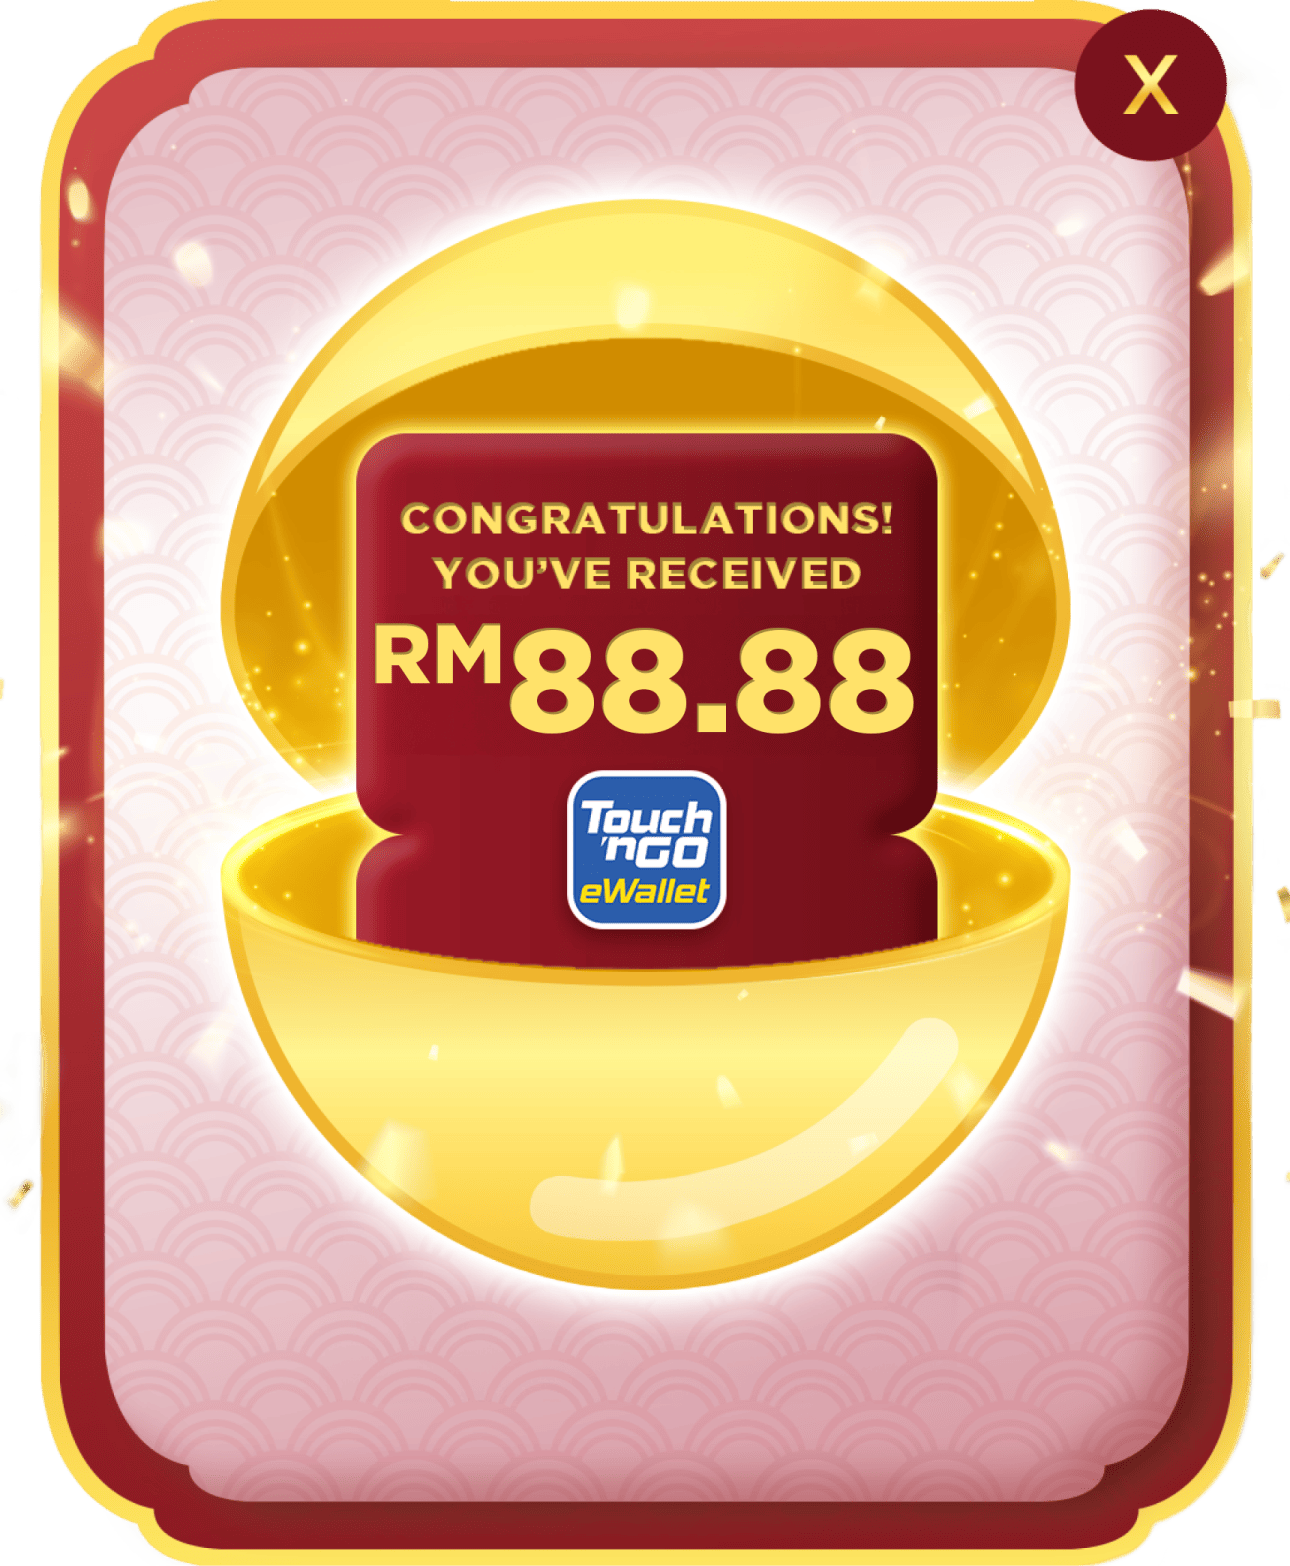 X
CONGRATULATIONS!
YOU'VE RECEIVED
RM88.88
Touch
'nGO
eWallet